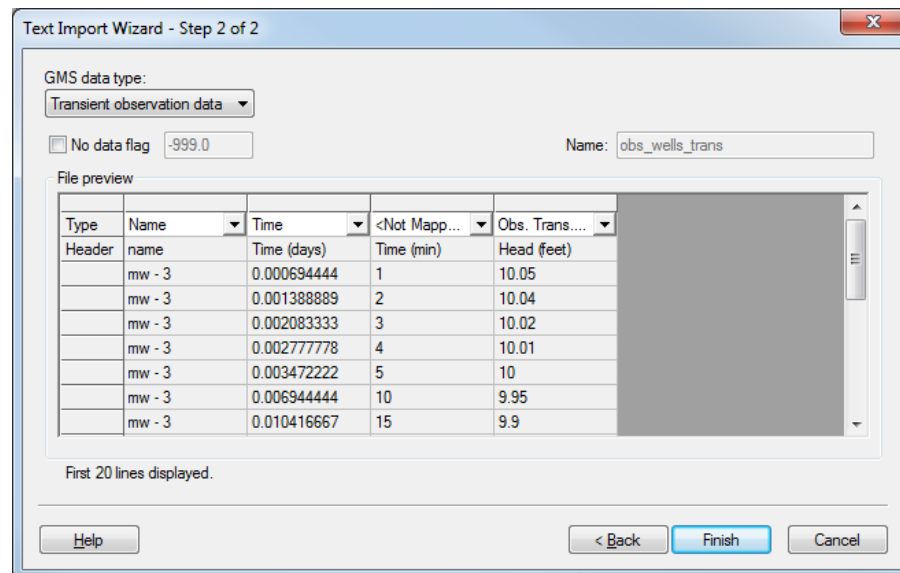 Text Import Wizard - Step 2 of 2
GMS data type:
Transient observation data
No data flag -999.0 Name: obs_wells_trans
File preview
Type Name Time <Not Mapp... Obs. Trans....
Header name Time (days) Time (min) Head (feet)
mw - 3 0.000694444 1 10.05
mw - 3 0.001388889 2 10.04
mw - 3 0.002083333 3 10.02
mw - 3 0.002777778 4 10.01
mw - 3 0.003472222 5 10
mw - 3 0.006944444 10 9.95
mw - 3 0.010416667 15 9.9
First 20 lines displayed.
Help < Back Finish Cancel